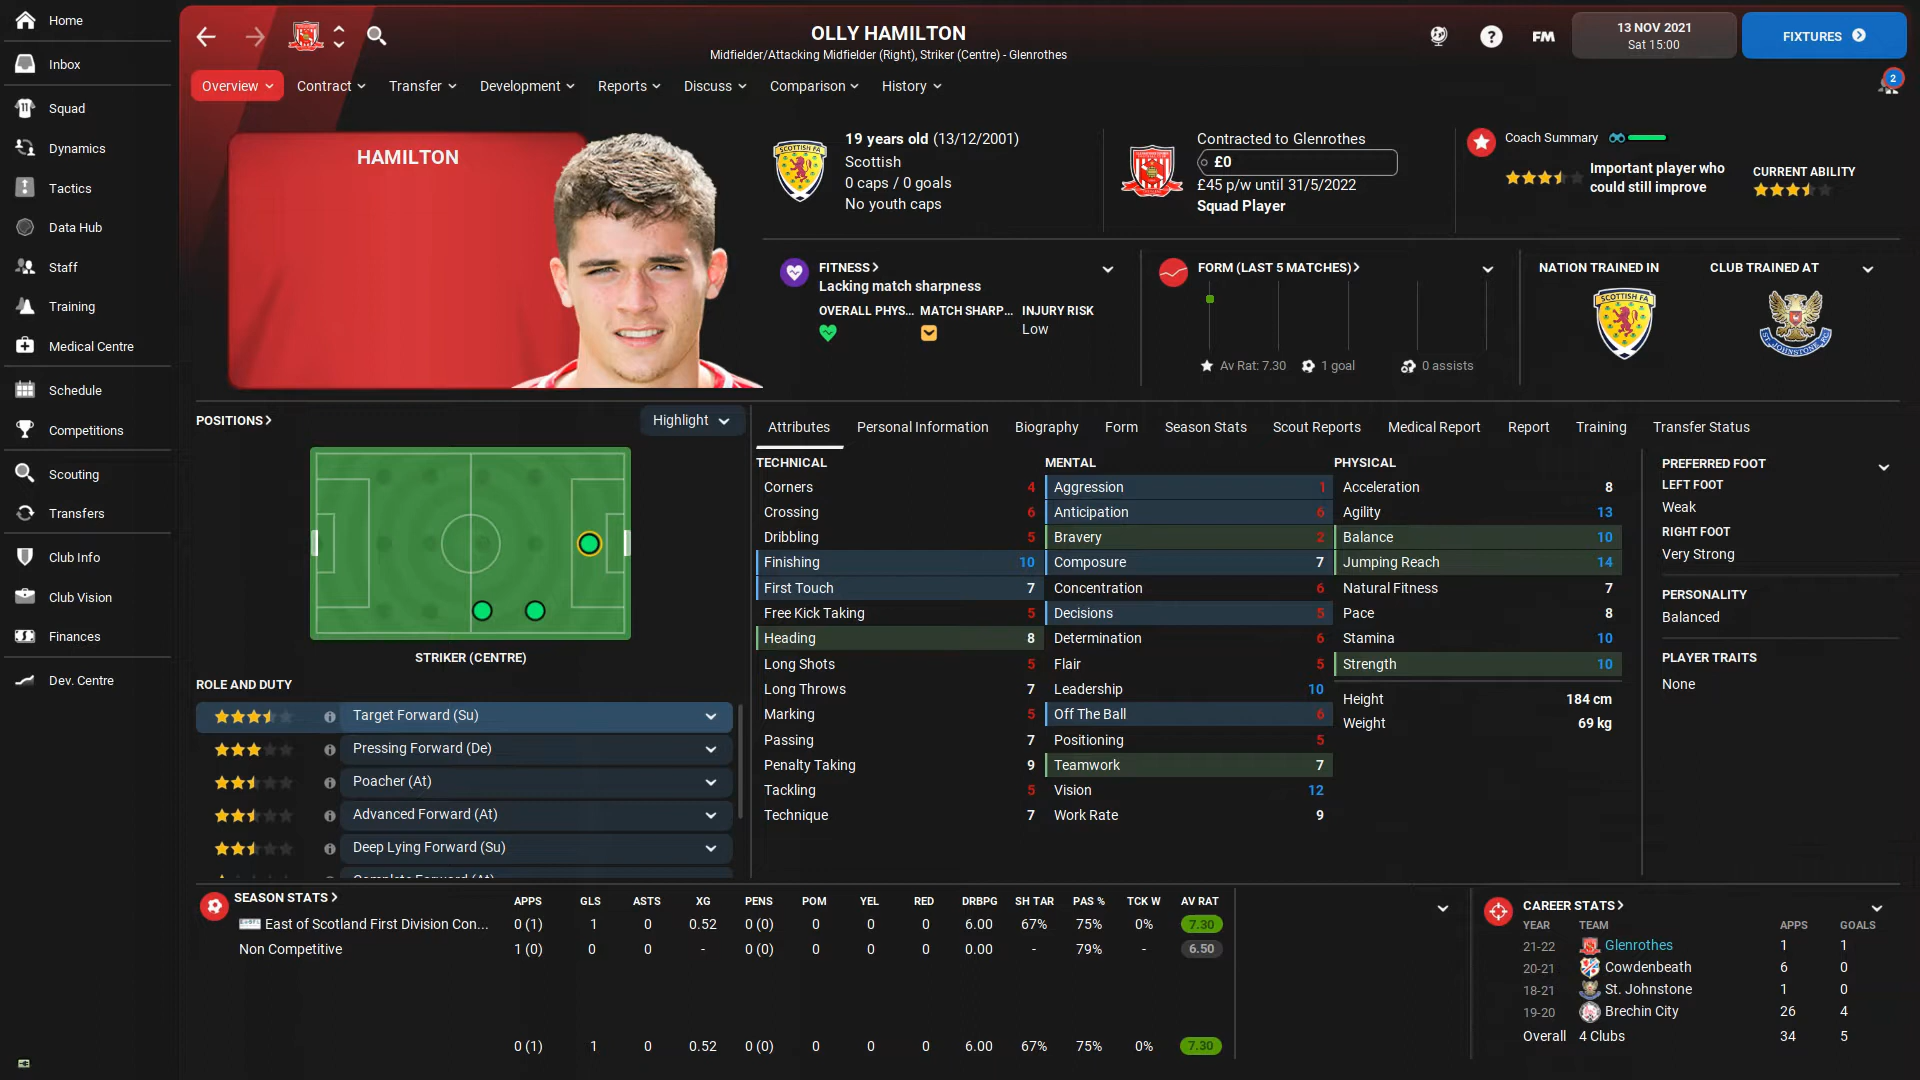 Home
Inbox
Squad
Dynamics
Tactics
Data Hub
Staff
Training
Medical Centre
Schedule
Competitions
Scouting
Transfers
Club Info
Club Vision
Finances
Dev. Centre
OLLY HAMILTON
Midfielder/Attacking Midfielder (Right), Striker (Centre) - Glenrothes
FM
13 NOV 2021
Sat 15:00
FIXTURES
2
Overview Contract Transfer Development Reports Discuss Comparison History
HAMILTON
SCOTTISH FA
19 years old (13/12/2001)
Scottish
0 caps / 0 goals
No youth caps
Contracted to Glenrothes
£0
£45 p/w until 31/5/2022
Squad Player
Coach Summary
Important player who
could still improve
CURRENT ABILITY
FITNESS
Lacking match sharpness
OVERALL PHYS... MATCH SHARP... INJURY RISK
Low
FORM (LAST 5 MATCHES)
Av Rat: 7.30 1 goal 0 assists
NATION TRAINED IN CLUB TRAINED AT
SCOTTISH FA
ST. JOHNSTONE FC
POSITIONS
Highlight
STRIKER (CENTRE)
ROLE AND DUTY
Target Forward (Su)
Pressing Forward (De)
Poacher (At)
Advanced Forward (At)
Deep Lying Forward (Su)
Complete Forward (At)
Attributes Personal Information Biography Form Season Stats Scout Reports Medical Report Report Training Transfer Status
TECHNICAL
Corners 4
Crossing 6
Dribbling 5
Finishing 10
First Touch 7
Free Kick Taking 5
Heading 8
Long Shots 5
Long Throws 7
Marking 5
Passing 7
Penalty Taking 9
Tackling 5
Technique 7
MENTAL
Aggression 1
Anticipation 6
Bravery 2
Composure 7
Concentration 6
Decisions 5
Determination 6
Flair 5
Leadership 10
Off The Ball 6
Positioning 5
Teamwork 7
Vision 12
Work Rate 9
PHYSICAL
Acceleration 8
Agility 13
Balance 10
Jumping Reach 14
Natural Fitness 7
Pace 8
Stamina 10
Strength 10
Height 184 cm
Weight 69 kg
PREFERRED FOOT
LEFT FOOT
Weak
RIGHT FOOT
Very Strong
PERSONALITY
Balanced
PLAYER TRAITS
None
SEASON STATS APPS GLS ASTS XG PENS POM YEL RED DRBPG SH TAR PAS % TCK W AV RAT
East of Scotland First Division Con... 0 (1) 1 0 0.52 0 (0) 0 0 0 6.00 67% 75% 0% 7.30
Non Competitive 1 (0) 0 0 - 0 (0) 0 0 0 0.00 - 79% - 6.50
0 (1) 1 0 0.52 0 (0) 0 0 0 6.00 67% 75% 0% 7.30
CAREER STATS
YEAR TEAM APPS GOALS
21-22 Glenrothes 1 1
20-21 Cowdenbeath 6 0
18-21 St. Johnstone 1 0
19-20 Brechin City 26 4
Overall 4 Clubs 34 5